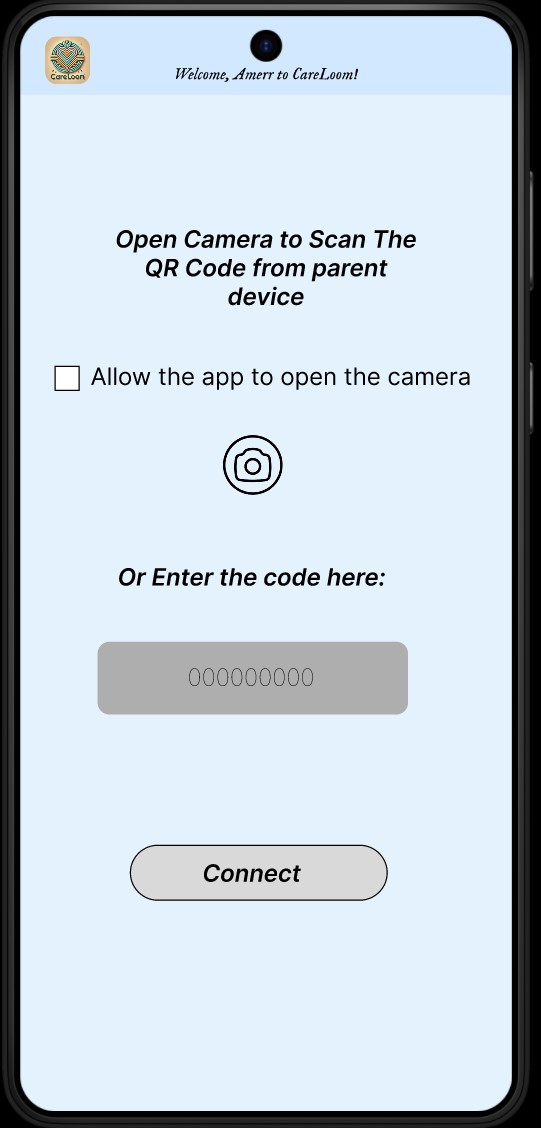 CareLoom
Welcome, Amerr to CareLoom!
Open Camera to Scan The
QR Code from parent
device
Allow the app to open the camera
Or Enter the code here:
000000000
Connect